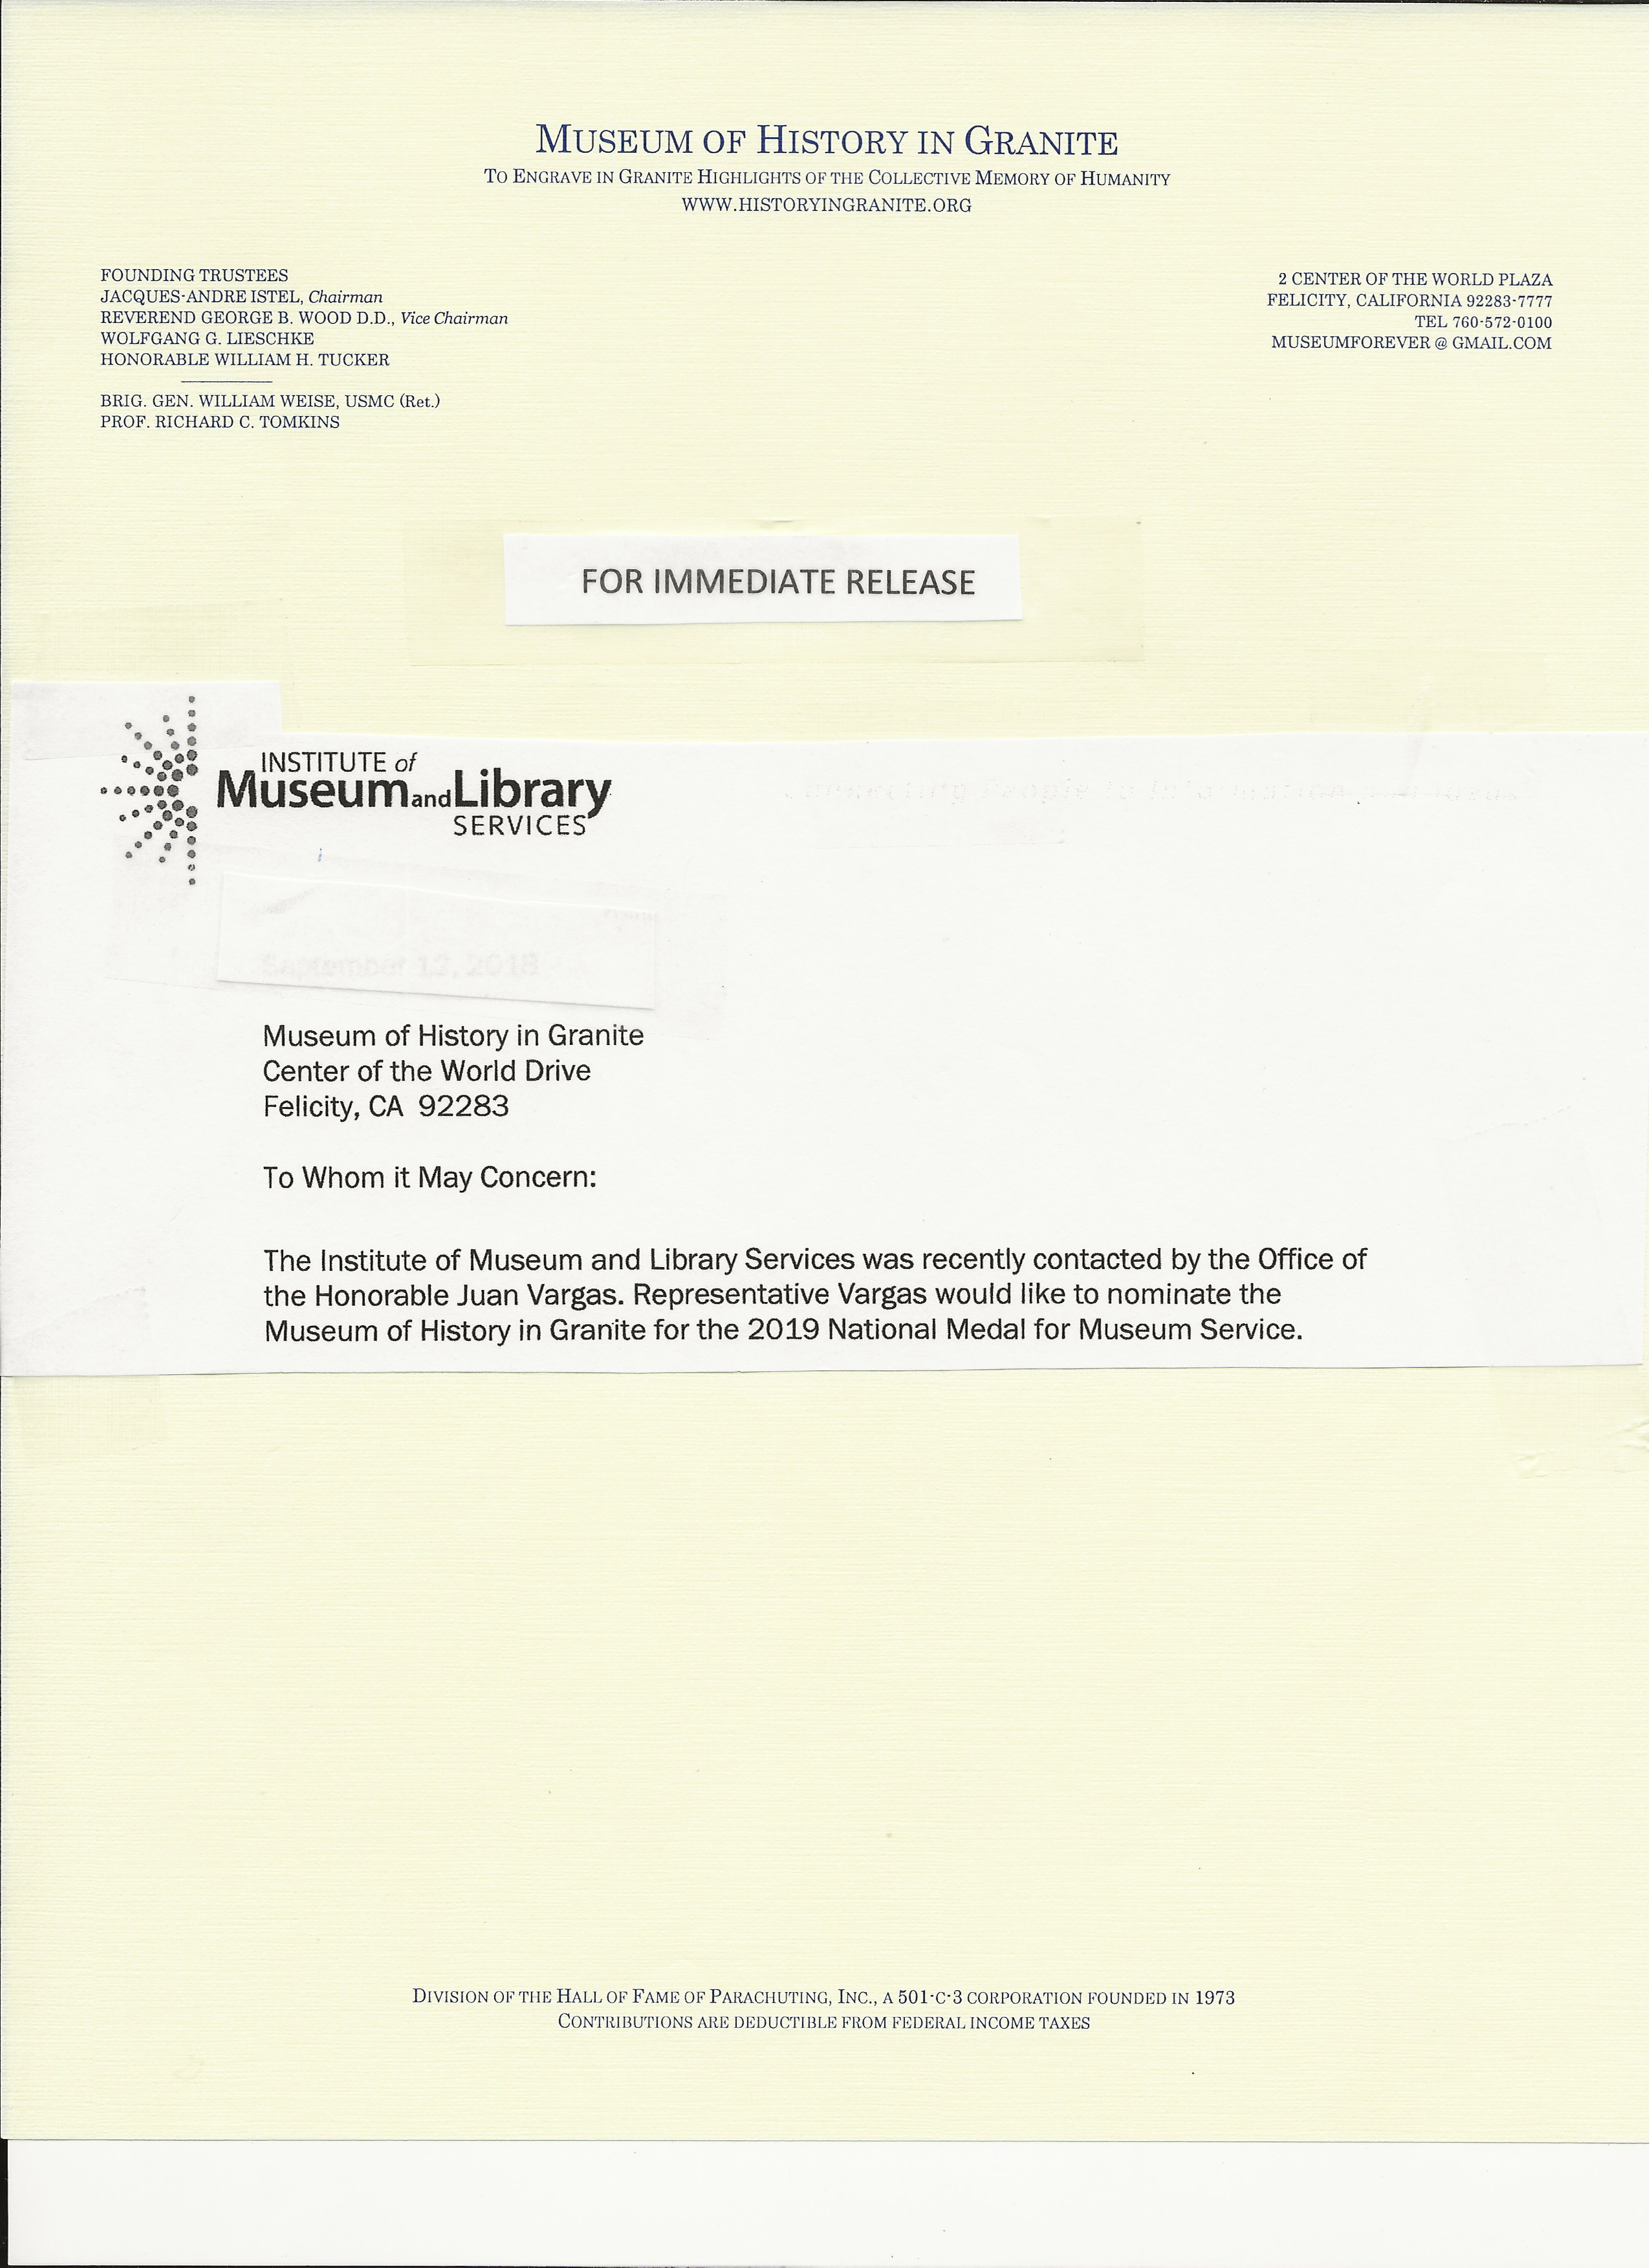 MUSEUM OF HISTORY IN GRANITE
TO ENGRAVE IN GRANITE HIGHLIGHTS OF THE COLLECTIVE MEMORY OF HUMANITY
WWW.HISTORYINGRANITE.ORG
FOUNDING TRUSTEES
JACQUES-ANDRE ISTEL, Chairman
REVEREND GEORGE B. WOOD D.D., Vice Chairman
WOLFGANG G. LIESCHKE
HONORABLE WILLIAM H. TUCKER
BRIG. GEN. WILLIAM WEISE, USMC (Ret.)
PROF. RICHARD C. TOMKINS
2 CENTER OF THE WORLD PLAZA
FELICITY, CALIFORNIA 92283-7777
TEL 760-572-0100
MUSEUMFOREVER @ GMAIL.COM
FOR IMMEDIATE RELEASE
INSTITUTE of
Museum and Library
SERVICES
September 12, 2018
Museum of History in Granite
Center of the World Drive
Felicity, CA 92283
To Whom it May Concern:
The Institute of Museum and Library Services was recently contacted by the Office of
the Honorable Juan Vargas. Representative Vargas would like to nominate the
Museum of History in Granite for the 2019 National Medal for Museum Service.
DIVISION OF THE HALL OF FAME OF PARACHUTING, INC., A 501-C-3 CORPORATION FOUNDED IN 1973
CONTRIBUTIONS ARE DEDUCTIBLE FROM FEDERAL INCOME TAXES